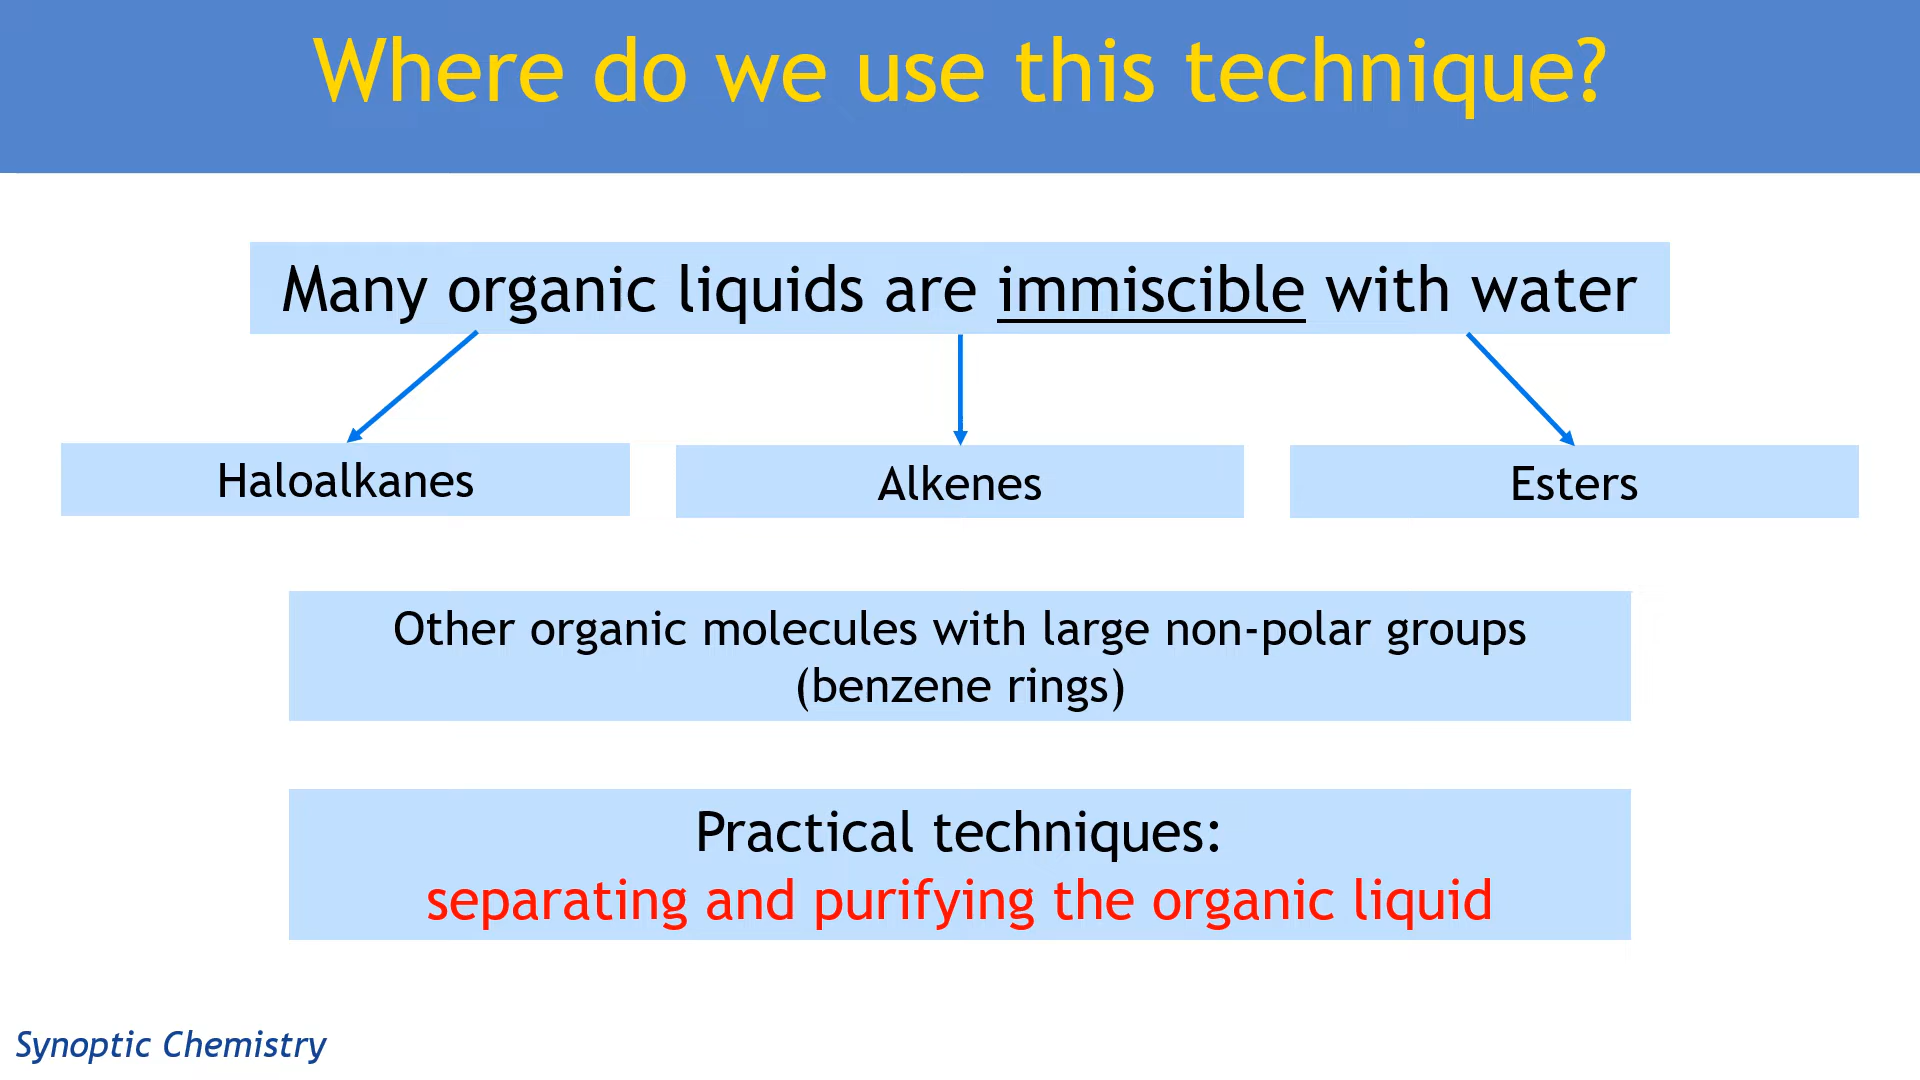 Where do we use this technique?
Many organic liquids are immiscible with water
Haloalkanes
Alkenes
Esters
Other organic molecules with large non-polar groups
(benzene rings)
Practical techniques:
separating and purifying the organic liquid
Synoptic Chemistry